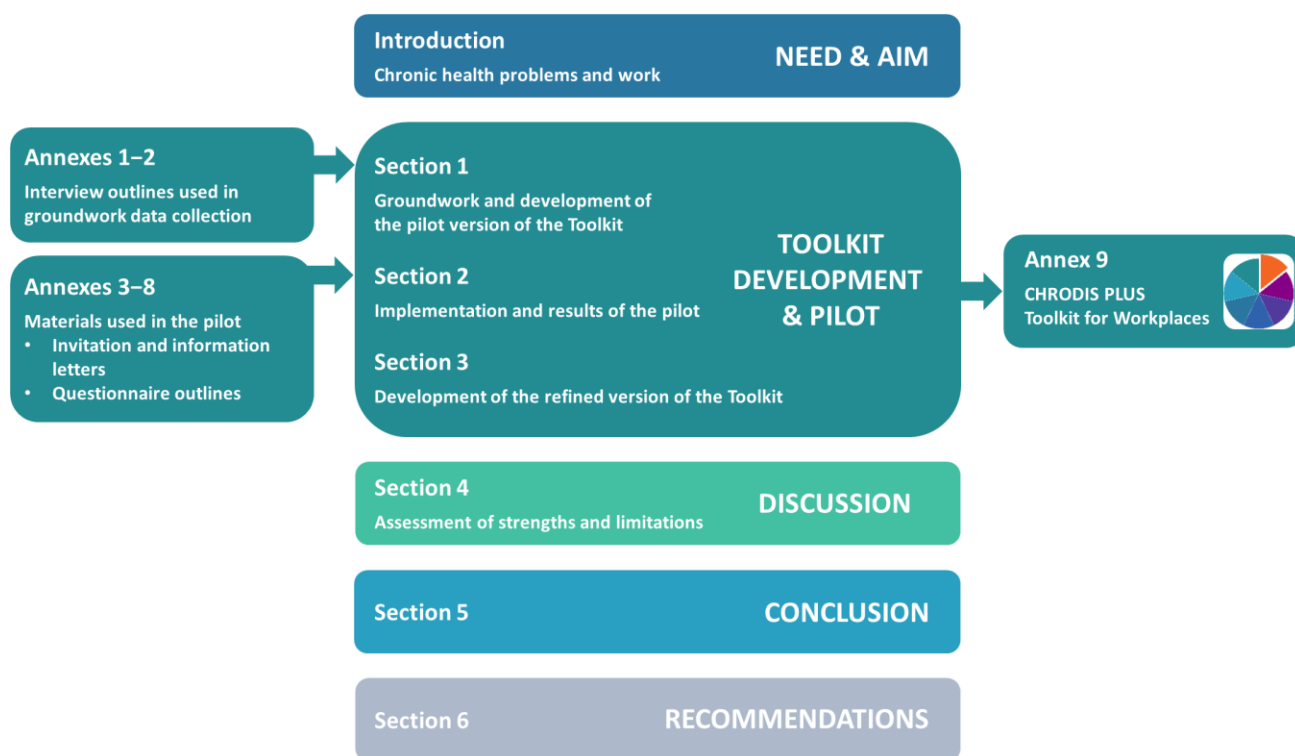 Introduction
Chronic health problems and work
NEED & AIM
Annexes 1–2
Interview outlines used in
groundwork data collection
Annexes 3–8
Materials used in the pilot
• Invitation and information
letters
• Questionnaire outlines
Section 1
Groundwork and development of
the pilot version of the Toolkit
Section 2
Implementation and results of the pilot
Section 3
Development of the refined version of the Toolkit
TOOLKIT
DEVELOPMENT
& PILOT
Annex 9
CHRODIS PLUS
Toolkit for Workplaces
Section 4
Assessment of strengths and limitations
DISCUSSION
Section 5
CONCLUSION
Section 6
RECOMMENDATIONS